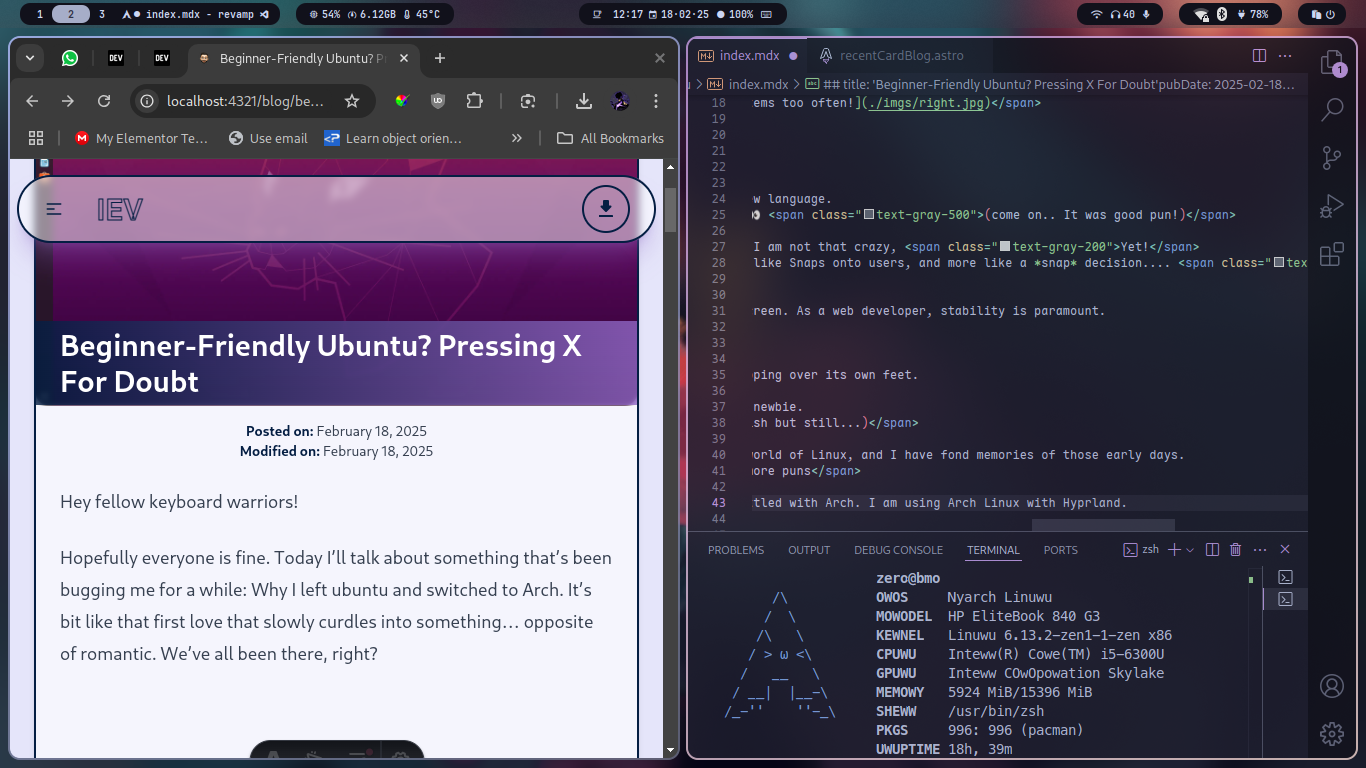 1 2 3 index.mdx - revamp
54% 6.12GB 45°C
12:17 18·02·25 100%
40
78%
DEV DEV Beginner-Friendly Ubuntu? P
localhost:4321/blog/be...
My Elementor Te... Use email Learn object orien... » All Bookmarks
IEV
Beginner-Friendly Ubuntu? Pressing X
For Doubt
Posted on: February 18, 2025
Modified on: February 18, 2025
Hey fellow keyboard warriors!
Hopefully everyone is fine. Today I'll talk about something that's been
bugging me for a while: Why I left ubuntu and switched to Arch. It's
bit like that first love that slowly curdles into something… opposite
of romantic. We've all been there, right?
index.mdx recentCardBlog.astro
index.mdx > ## title: 'Beginner-Friendly Ubuntu? Pressing X For Doubt'pubDate: 2025-02-18...
18 ems too often!](./imgs/right.jpg)</span>
19
20
21
22
23
24 w language.
25 <span class="text-gray-500">(come on.. It was good pun!)</span>
26
27 I am not that crazy, <span class="text-gray-200">Yet!</span>
28 like Snaps onto users, and more like a *snap* decision.... <span class="tex
29
30
31 reen. As a web developer, stability is paramount.
32
33
34
35 ping over its own feet.
36
37 newbie.
38 sh but still...)</span>
39
40 orld of Linux, and I have fond memories of those early days.
41 more puns</span>
42
43 tled with Arch. I am using Arch Linux with Hyprland.
44
PROBLEMS OUTPUT DEBUG CONSOLE TERMINAL PORTS zsh
zero@bmo
OWOS Nyarch Linuwu
MOWODEL HP EliteBook 840 G3
KEWNEL Linuwu 6.13.2-zen1-1-zen x86
CPUWU Inteww(R) Cowe(TM) i5-6300U
GPUWU Inteww COwOpowation Skylake
MEMOWY 5924 MiB/15396 MiB
SHEWW /usr/bin/zsh
PKGS 996: 996 (pacman)
UWUPTIME 18h, 39m
1